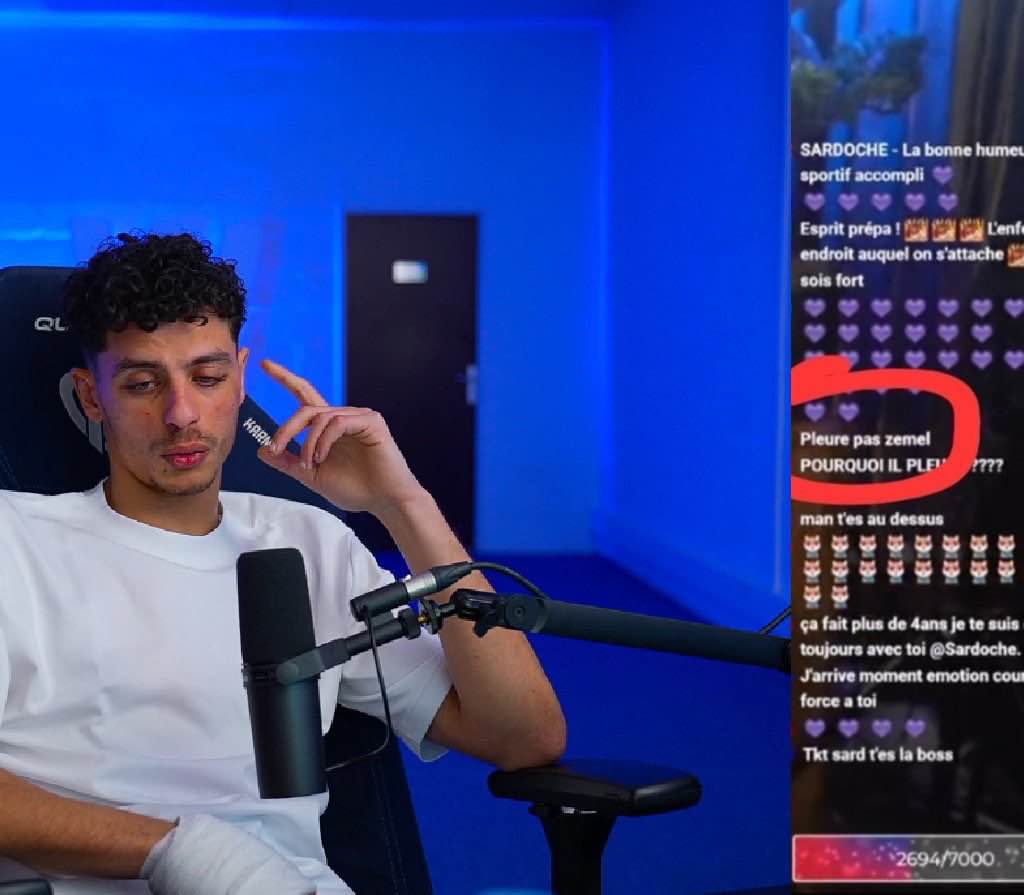 QU
KARM
SARDOCHE - La bonne humeu
sportif accompli
Esprit prépa ! L'enfe
endroit auquel on s'attache
sois fort
Pleure pas zemel
POURQUOI IL PLEU ????
man t'es au dessus
ça fait plus de 4ans je te suis
toujours avec toi @Sardoche.
J'arrive moment emotion cour
force a toi
Tkt sard t'es la boss
2694/7000